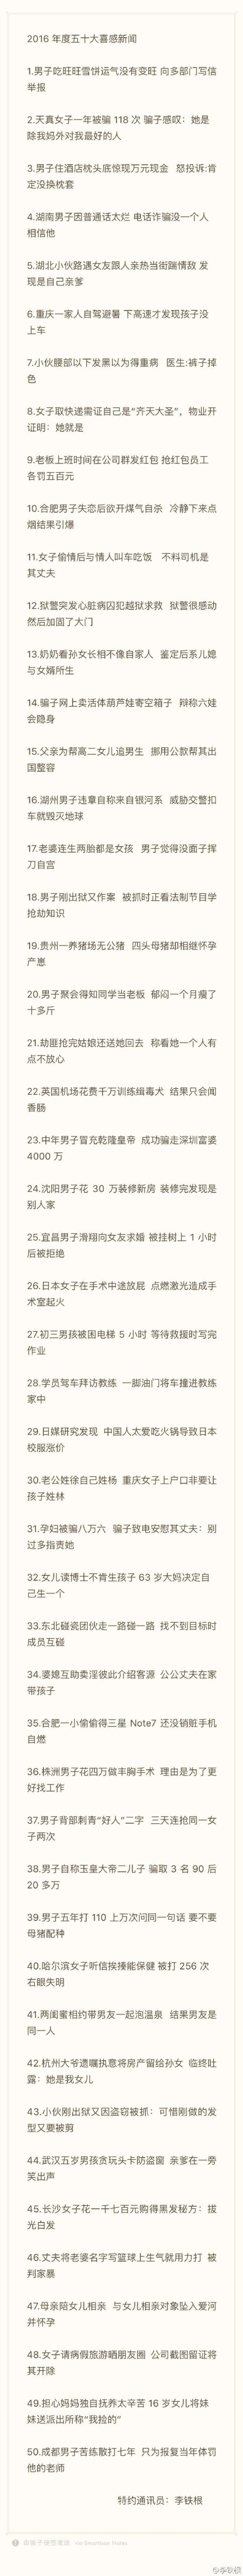 2016 年度五十大喜感新闻
1.男子吃旺旺雪饼运气没有变旺 向多部门写信
举报
2.天真女子一年被骗 118 次 骗子感叹：她是
除我妈外对我最好的人
3.男子住酒店枕头底惊现万元现金 怒投诉:肯
定没换枕套
4.湖南男子因普通话太烂 电话诈骗没一个人
相信他
5.湖北小伙路遇女友跟人亲热当街踹情敌 发
现是自己亲爹
6.重庆一家人自驾避暑 下高速才发现孩子没
上车
7.小伙腰部以下发黑以为得重病 医生:裤子掉
色
8.女子取快递需证自己是“齐天大圣”，物业开
证明：她就是
9.老板上班时间在公司群发红包 抢红包员工
各罚五百元
10.合肥男子失恋后欲开煤气自杀 冷静下来点
烟结果引爆
11.女子偷情后与情人叫车吃饭 不料司机是
其丈夫
12.狱警突发心脏病囚犯越狱求救 狱警很感动
然后加固了大门
13.奶奶看孙女长相不像自家人 鉴定后系儿媳
与女婿所生
14.骗子网上卖活体葫芦娃寄空箱子 辩称六娃
会隐身
15.父亲为帮高二女儿追男生 挪用公款帮其出
国整容
16.湖州男子违章自称来自银河系 威胁交警扣
车就毁灭地球
17.老婆连生两胎都是女孩 男子觉得没面子挥
刀自宫
18.男子刚出狱又作案 被抓时正看法制节目学
抢劫知识
19.贵州一养猪场无公猪 四头母猪却相继怀孕
产崽
20.男子聚会得知同学当老板 郁闷一个月瘦了
十多斤
21.劫匪抢完姑娘还送她回去 称看她一个人有
点不放心
22.英国机场花费千万训练缉毒犬 结果只会闻
香肠
23.中年男子冒充乾隆皇帝 成功骗走深圳富婆
4000 万
24.沈阳男子花 30 万装修新房 装修完发现是
别人家
25.宜昌男子滑翔向女友求婚 被挂树上 1 小时
后被拒绝
26.日本女子在手术中途放屁 点燃激光造成手
术室起火
27.初三男孩被困电梯 5 小时 等待救援时写完
作业
28.学员驾车拜访教练 一脚油门将车撞进教练
家中
29.日媒研究发现 中国人太爱吃火锅导致日本
校服涨价
30.老公姓徐自己姓杨 重庆女子上户口非要让
孩子姓林
31.孕妇被骗八万六 骗子致电安慰其丈夫：别
过多指责她
32.女儿读博士不肯生孩子 63 岁大妈决定自
己生一个
33.东北碰瓷团伙走一路碰一路 找不到目标时
成员互碰
34.婆媳互助卖淫彼此介绍客源 公公丈夫在家
带孩子
35.合肥一小偷偷得三星 Note7 还没销赃手机
自燃
36.株洲男子花四万做丰胸手术 理由是为了更
好找工作
37.男子背部刺青“好人”二字 三天连抢同一女
子两次
38.男子自称玉皇大帝二儿子 骗取 3 名 90 后
20 多万
39.男子五年打 110 上万次问同一句话 要不要
母猪配种
40.哈尔滨女子听信挨揍能保健 被打 256 次
右眼失明
41.两闺蜜相约带男友一起泡温泉 结果男友是
同一人
42.杭州大爷遗嘱执意将房产留给孙女 临终吐
露：她是我女儿
43.小伙刚出狱又因盗窃被抓：可惜刚做的发
型又要被剪
44.武汉五岁男孩贪玩头卡防盗窗 亲爹在一旁
笑出声
45.长沙女子花一千七百元购得黑发秘方：拔
光白发
46.丈夫将老婆名字写篮球上生气就用力打 被
判家暴
47.母亲陪女儿相亲 与女儿相亲对象坠入爱河
并怀孕
48.女子请病假旅游晒朋友圈 公司截图留证将
其开除
49.担心妈妈独自抚养太辛苦 16 岁女儿将妹
妹送派出所称“我捡的”
50.成都男子苦练散打七年 只为报复当年体罚
他的老师
特约通讯员：李铁根
via Smartisan Notes
@李铁根